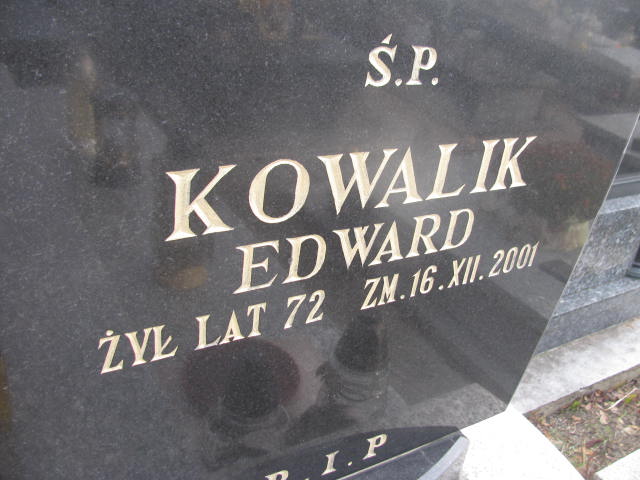 Ś.P.
KOWALIK
EDWARD
ŻYŁ LAT 72 ZM.16.XII.2001
R.I.P